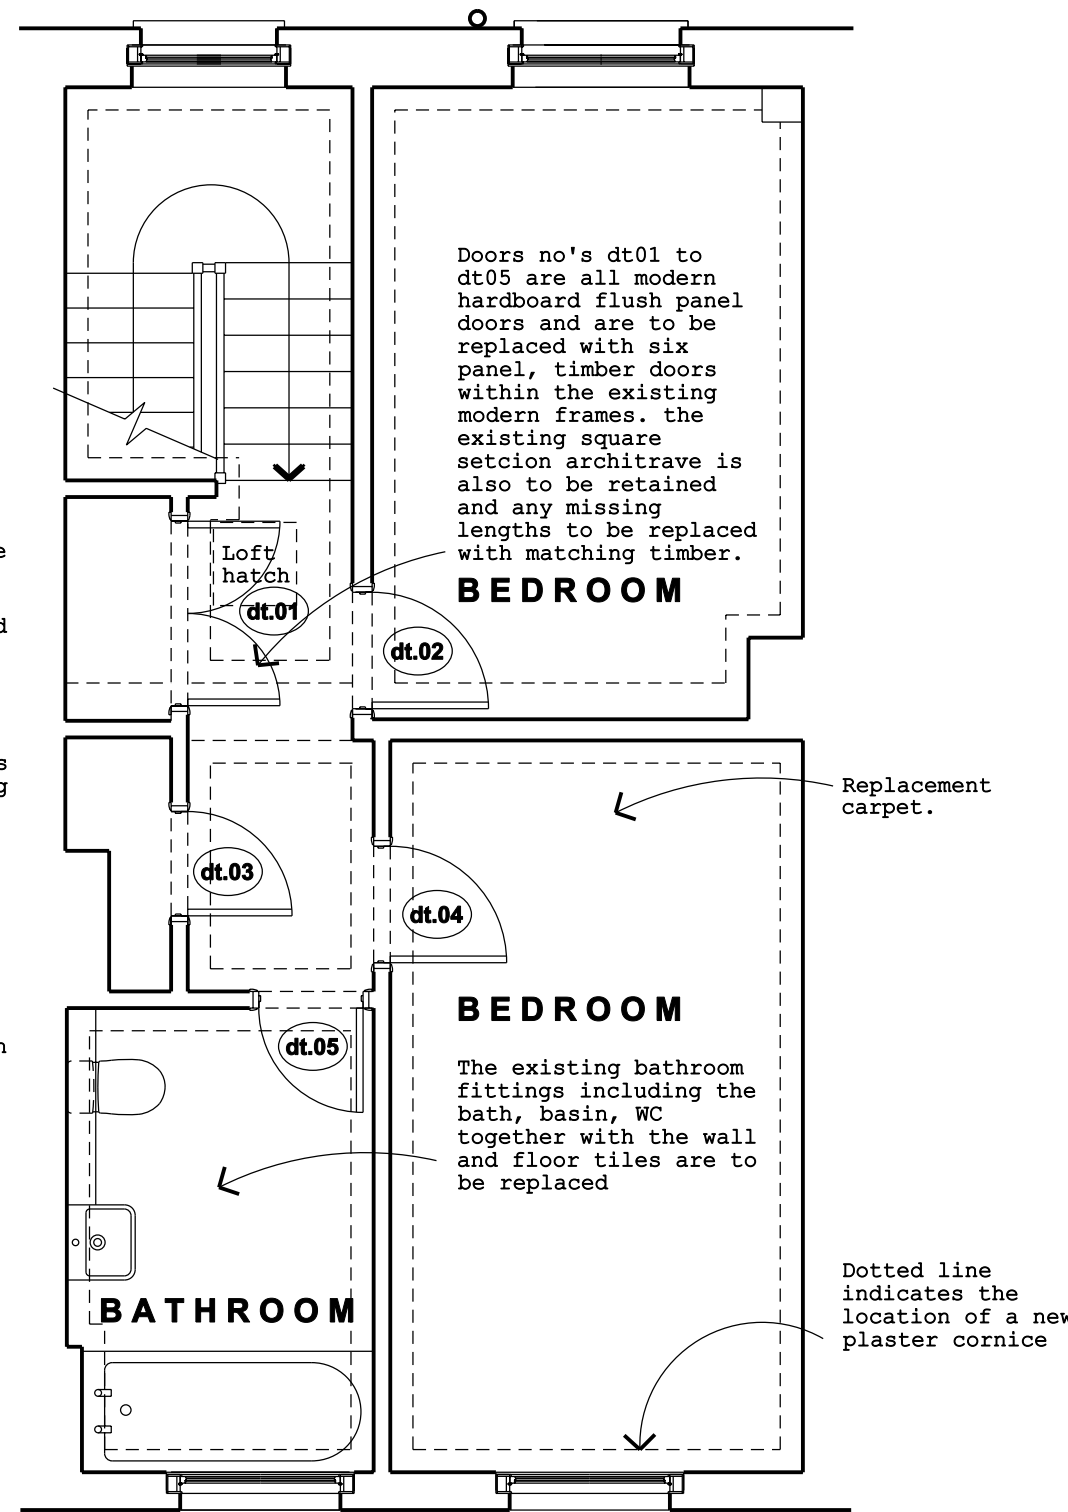 Doors no's dt01 to
dt05 are all modern
hardboard flush panel
doors and are to be
replaced with six
panel, timber doors
within the existing
modern frames. the
existing square
setcion architrave is
also to be retained
and any missing
lengths to be replaced
with matching timber.
Loft
hatch
BEDROOM
dt.01
dt.02
Replacement
carpet.
dt.03
dt.04
BEDROOM
dt.05
The existing bathroom
fittings including the
bath, basin, WC
together with the wall
and floor tiles are to
be replaced
BATHROOM
Dotted line
indicates the
location of a new
plaster cornice